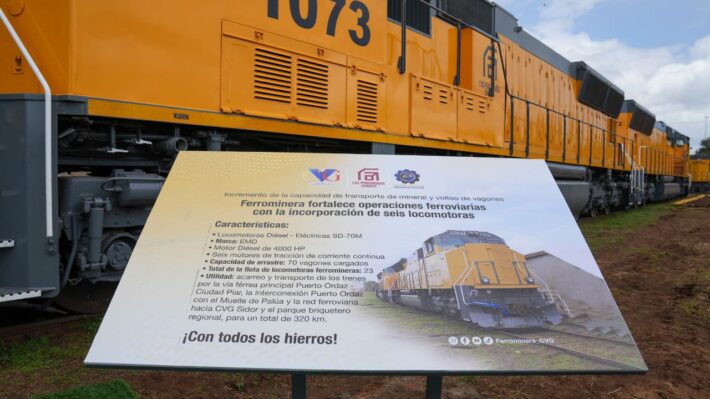 1073
Incremento de la capacidad de transporte de mineral y volteo de vagones
Ferrominera fortalece operaciones ferroviarias
con la incorporación de seis locomotoras
Características:
• Locomotoras Diésel - Eléctricas SD-70M
• Marca: EMD
• Motor Diésel de 4000 HP
• Seis motores de tracción de corriente continua
• Capacidad de arrastre: 70 vagones cargados
• Total de la flota de locomotoras ferromineras: 23
• Utilidad: acarreo y transporte de los trenes
por la vía férrea principal Puerto Ordaz -
Ciudad Piar, la interconexión Puerto Ordaz
con el Muelle de Palúa y la red ferroviaria
hacia CVG Sidor y el parque briquetero
regional, para un total de 320 km.
¡Con todos los hierros!
Ferrominera_CVG